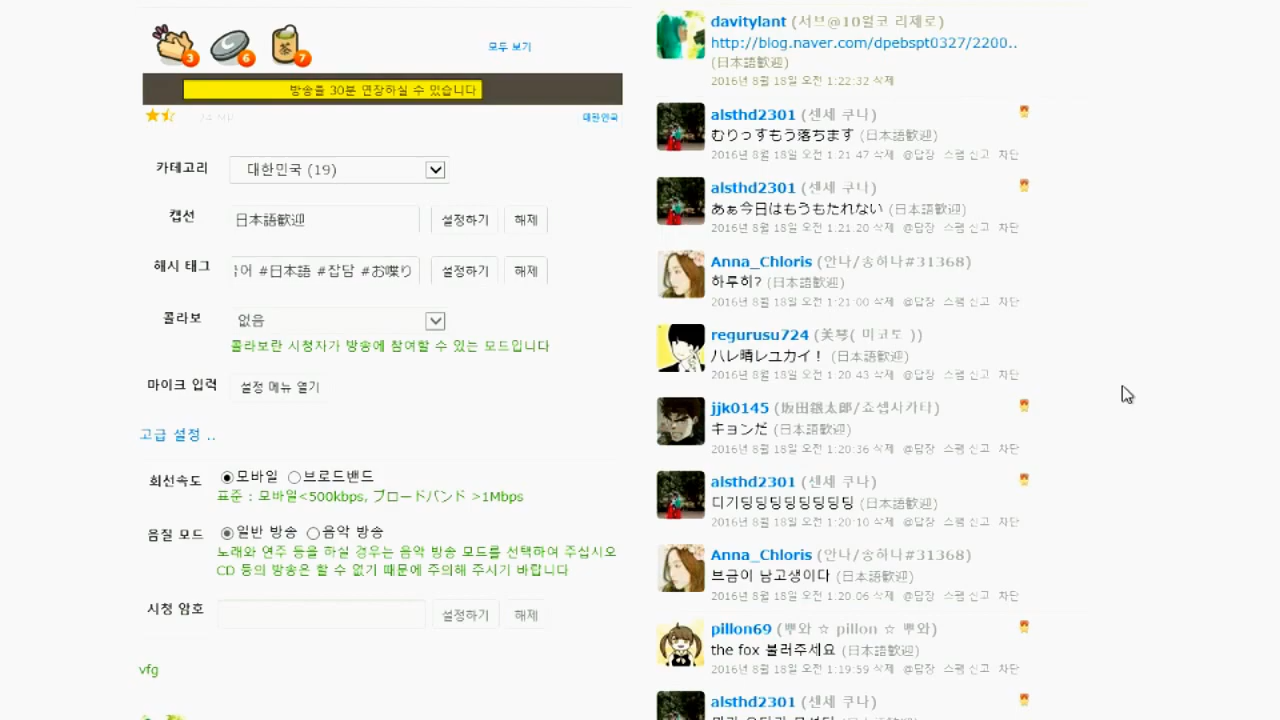 3 6 7
모두 보기
방송을 30분 연장하실 수 있습니다
대한민국
카테고리 대한민국 (19)
캡션 日本語歓迎 설정하기 해제
해시 태그 어 #日本語 #잡담 #お喋り 설정하기 해제
콜라보 없음
콜라보란 시청자가 방송에 참여할 수 있는 모드입니다
마이크 입력 설정 메뉴 열기
고급 설정 ..
회선속도 모바일 브로드밴드
표준 : 모바일<500kbps, ブロードバンド >1Mbps
음질 모드 일반 방송 음악 방송
노래와 연주 등을 하실 경우는 음악 방송 모드를 선택하여 주십시오
CD 등의 방송은 할 수 없기 때문에 주의해 주시기 바랍니다
시청 암호 설정하기 해제
vfg
davitylant (서브@10월코 리제로)
http://blog.naver.com/dpebspt0327/2200..
(日本語歓迎)
2016년 8월 18일 오전 1:22:32 삭제
alsthd2301 (센세 쿠나)
むりっすもう落ちます (日本語歓迎)
2016년 8월 18일 오전 1:21:47 삭제 @답장 스팸 신고 차단
alsthd2301 (센세 쿠나)
あぁ今日はもうもたれない (日本語歓迎)
2016년 8월 18일 오전 1:21:20 삭제 @답장 스팸 신고 차단
Anna_Chloris (안나/송하나#31368)
하루히? (日本語歓迎)
2016년 8월 18일 오전 1:21:00 삭제 @답장 스팸 신고 차단
regurusu724 (美琴( 미코토 ))
ハレ晴レユカイ！ (日本語歓迎)
2016년 8월 18일 오전 1:20:43 삭제 @답장 스팸 신고 차단
jjk0145 (坂田銀太郎/죠셉사카타)
キョンだ (日本語歓迎)
2016년 8월 18일 오전 1:20:36 삭제 @답장 스팸 신고 차단
alsthd2301 (센세 쿠나)
디기딩딩딩딩딩딩딩딩 (日本語歓迎)
2016년 8월 18일 오전 1:20:10 삭제 @답장 스팸 신고 차단
Anna_Chloris (안나/송하나#31368)
브금이 남고생이다 (日本語歓迎)
2016년 8월 18일 오전 1:20:06 삭제 @답장 스팸 신고 차단
pillon69 (뿌와 ☆ pillon ☆ 뿌와)
the fox 불러주세요 (日本語歓迎)
2016년 8월 18일 오전 1:19:59 삭제 @답장 스팸 신고 차단
alsthd2301 (센세 쿠나)